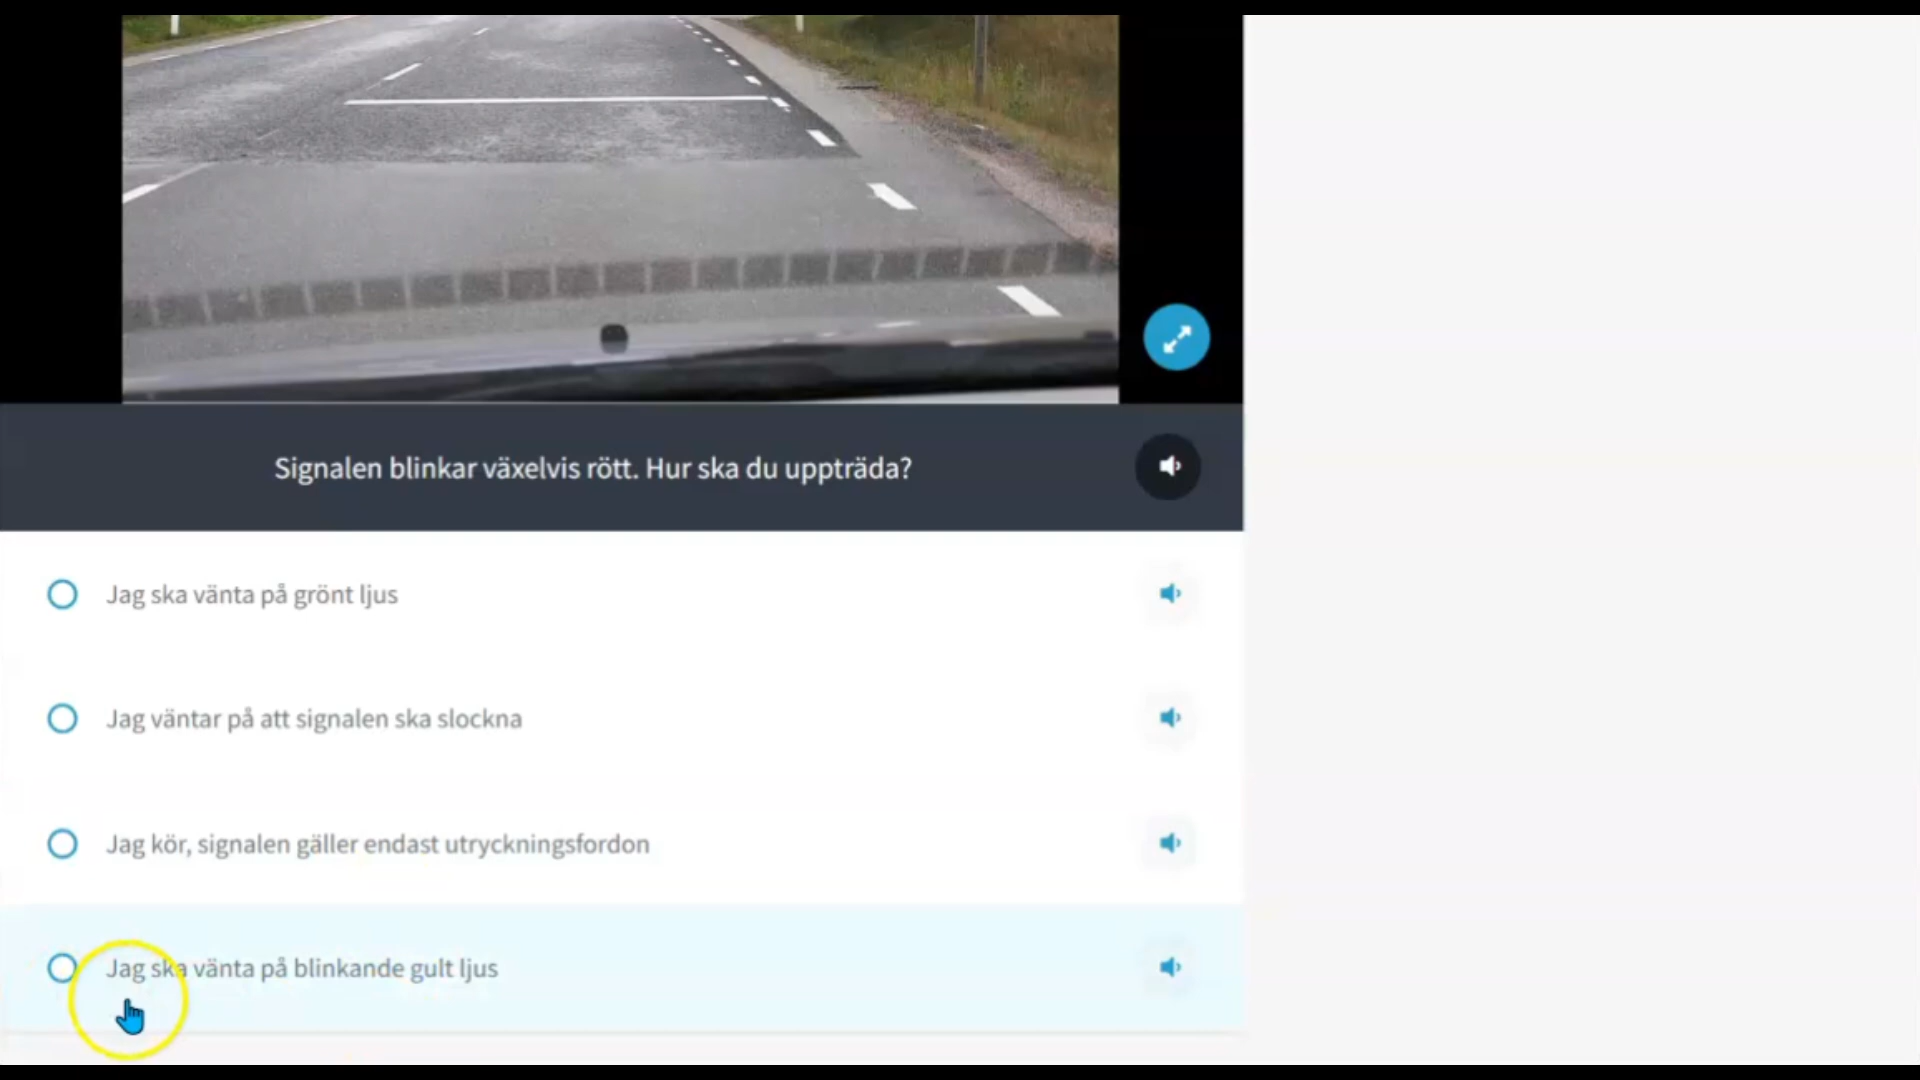 Signalen blinkar växelvis rött. Hur ska du uppträda?
Jag ska vänta på grönt ljus
Jag väntar på att signalen ska slockna
Jag kör, signalen gäller endast utryckningsfordon
Jag ska vänta på blinkande gult ljus